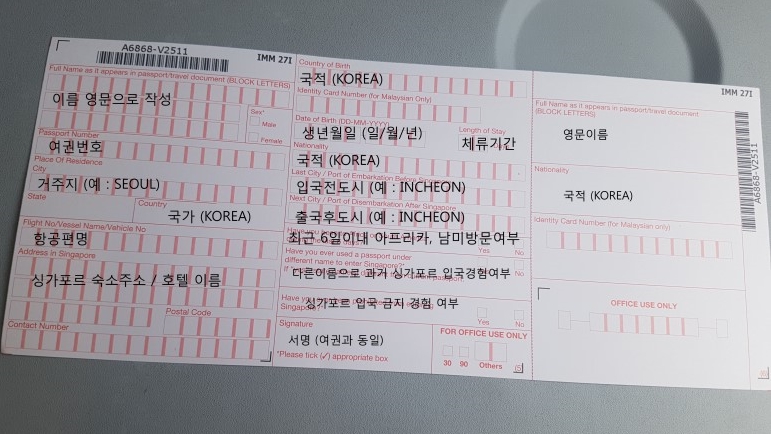 A6868-V2511
IMM 27I
Full Name as it appears in passport/travel document (BLOCK LETTERS)
이름 영문으로 작성
Sex*
Male
Female
Passport Number
여권번호
Place Of Residence
City
거주지 (예 : SEOUL)
State
Country
국가 (KOREA)
Flight No/Vessel Name/Vehicle No
항공편명
Address in Singapore
싱가포르 숙소주소 / 호텔 이름
Postal Code
Contact Number
Country of Birth
국적 (KOREA)
Identity Card Number (for Malaysian Only)
Date of Birth (DD-MM-YYYY)
생년월일 (일/월/년)
Length of Stay
체류기간
Nationality
국적 (KOREA)
Last City / Port of Embarkation Before Singapore
입국전도시 (예 : INCHEON)
Next City / Port of Disembarkation After Singapore
출국후도시 (예 : INCHEON)
최근 6일이내 아프리카, 남미방문여부
Have you ever used a passport under
different name to enter Singapore?
No
다른이름으로 과거 싱가포르 입국경험여부
Have you
Singapore?
싱가포르 입국 금지 경험 여부
Yes
No
Signature
서명 (여권과 동일)
*Please tick (✓) appropriate box
FOR OFFICE USE ONLY
30 90 Others
IMM 27I
Full Name as it appears in passport/travel document
(BLOCK LETTERS)
영문이름
Nationality
국적 (KOREA)
Identity Card Number (for Malaysian only)
OFFICE USE ONLY
A6868-V2511